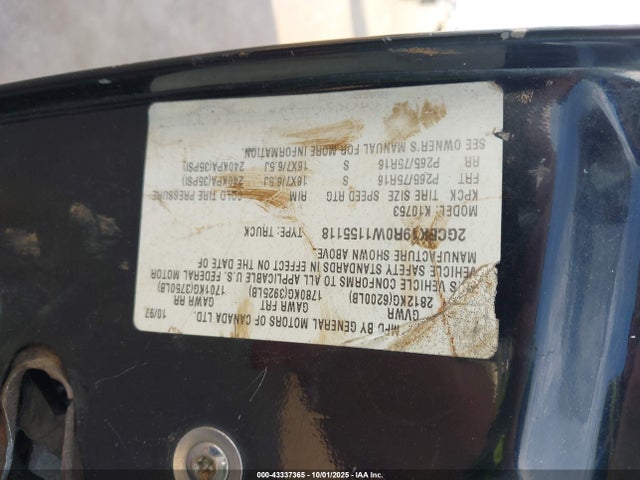 MFD BY GENERAL MOTORS OF CANADA LTD. 10/97
GVWR GAWR FRT GAWR RR
2812KG(6200LB) 1780KG(3925LB) 1701KG(3750LB)
THIS VEHICLE CONFORMS TO ALL APPLICABLE U.S. FEDERAL MOTOR
VEHICLE SAFETY STANDARDS IN EFFECT ON THE DATE OF
MANUFACTURE SHOWN ABOVE.
2GCEK19R0W1155118 TYPE: TRUCK
MODEL: K10753
KPCK TIRE SIZE SPEED RTG RIM COLD TIRE PRESSURE
FRT P265/75R16 S 16X7/6.5J 240KPA(35PSI)
RR P265/75R16 S 16X7/6.5J 240KPA(35PSI)
SEE OWNER'S MANUAL FOR MORE INFORMATION.
000-43337365 - 10/01/2025 - IAA Inc.